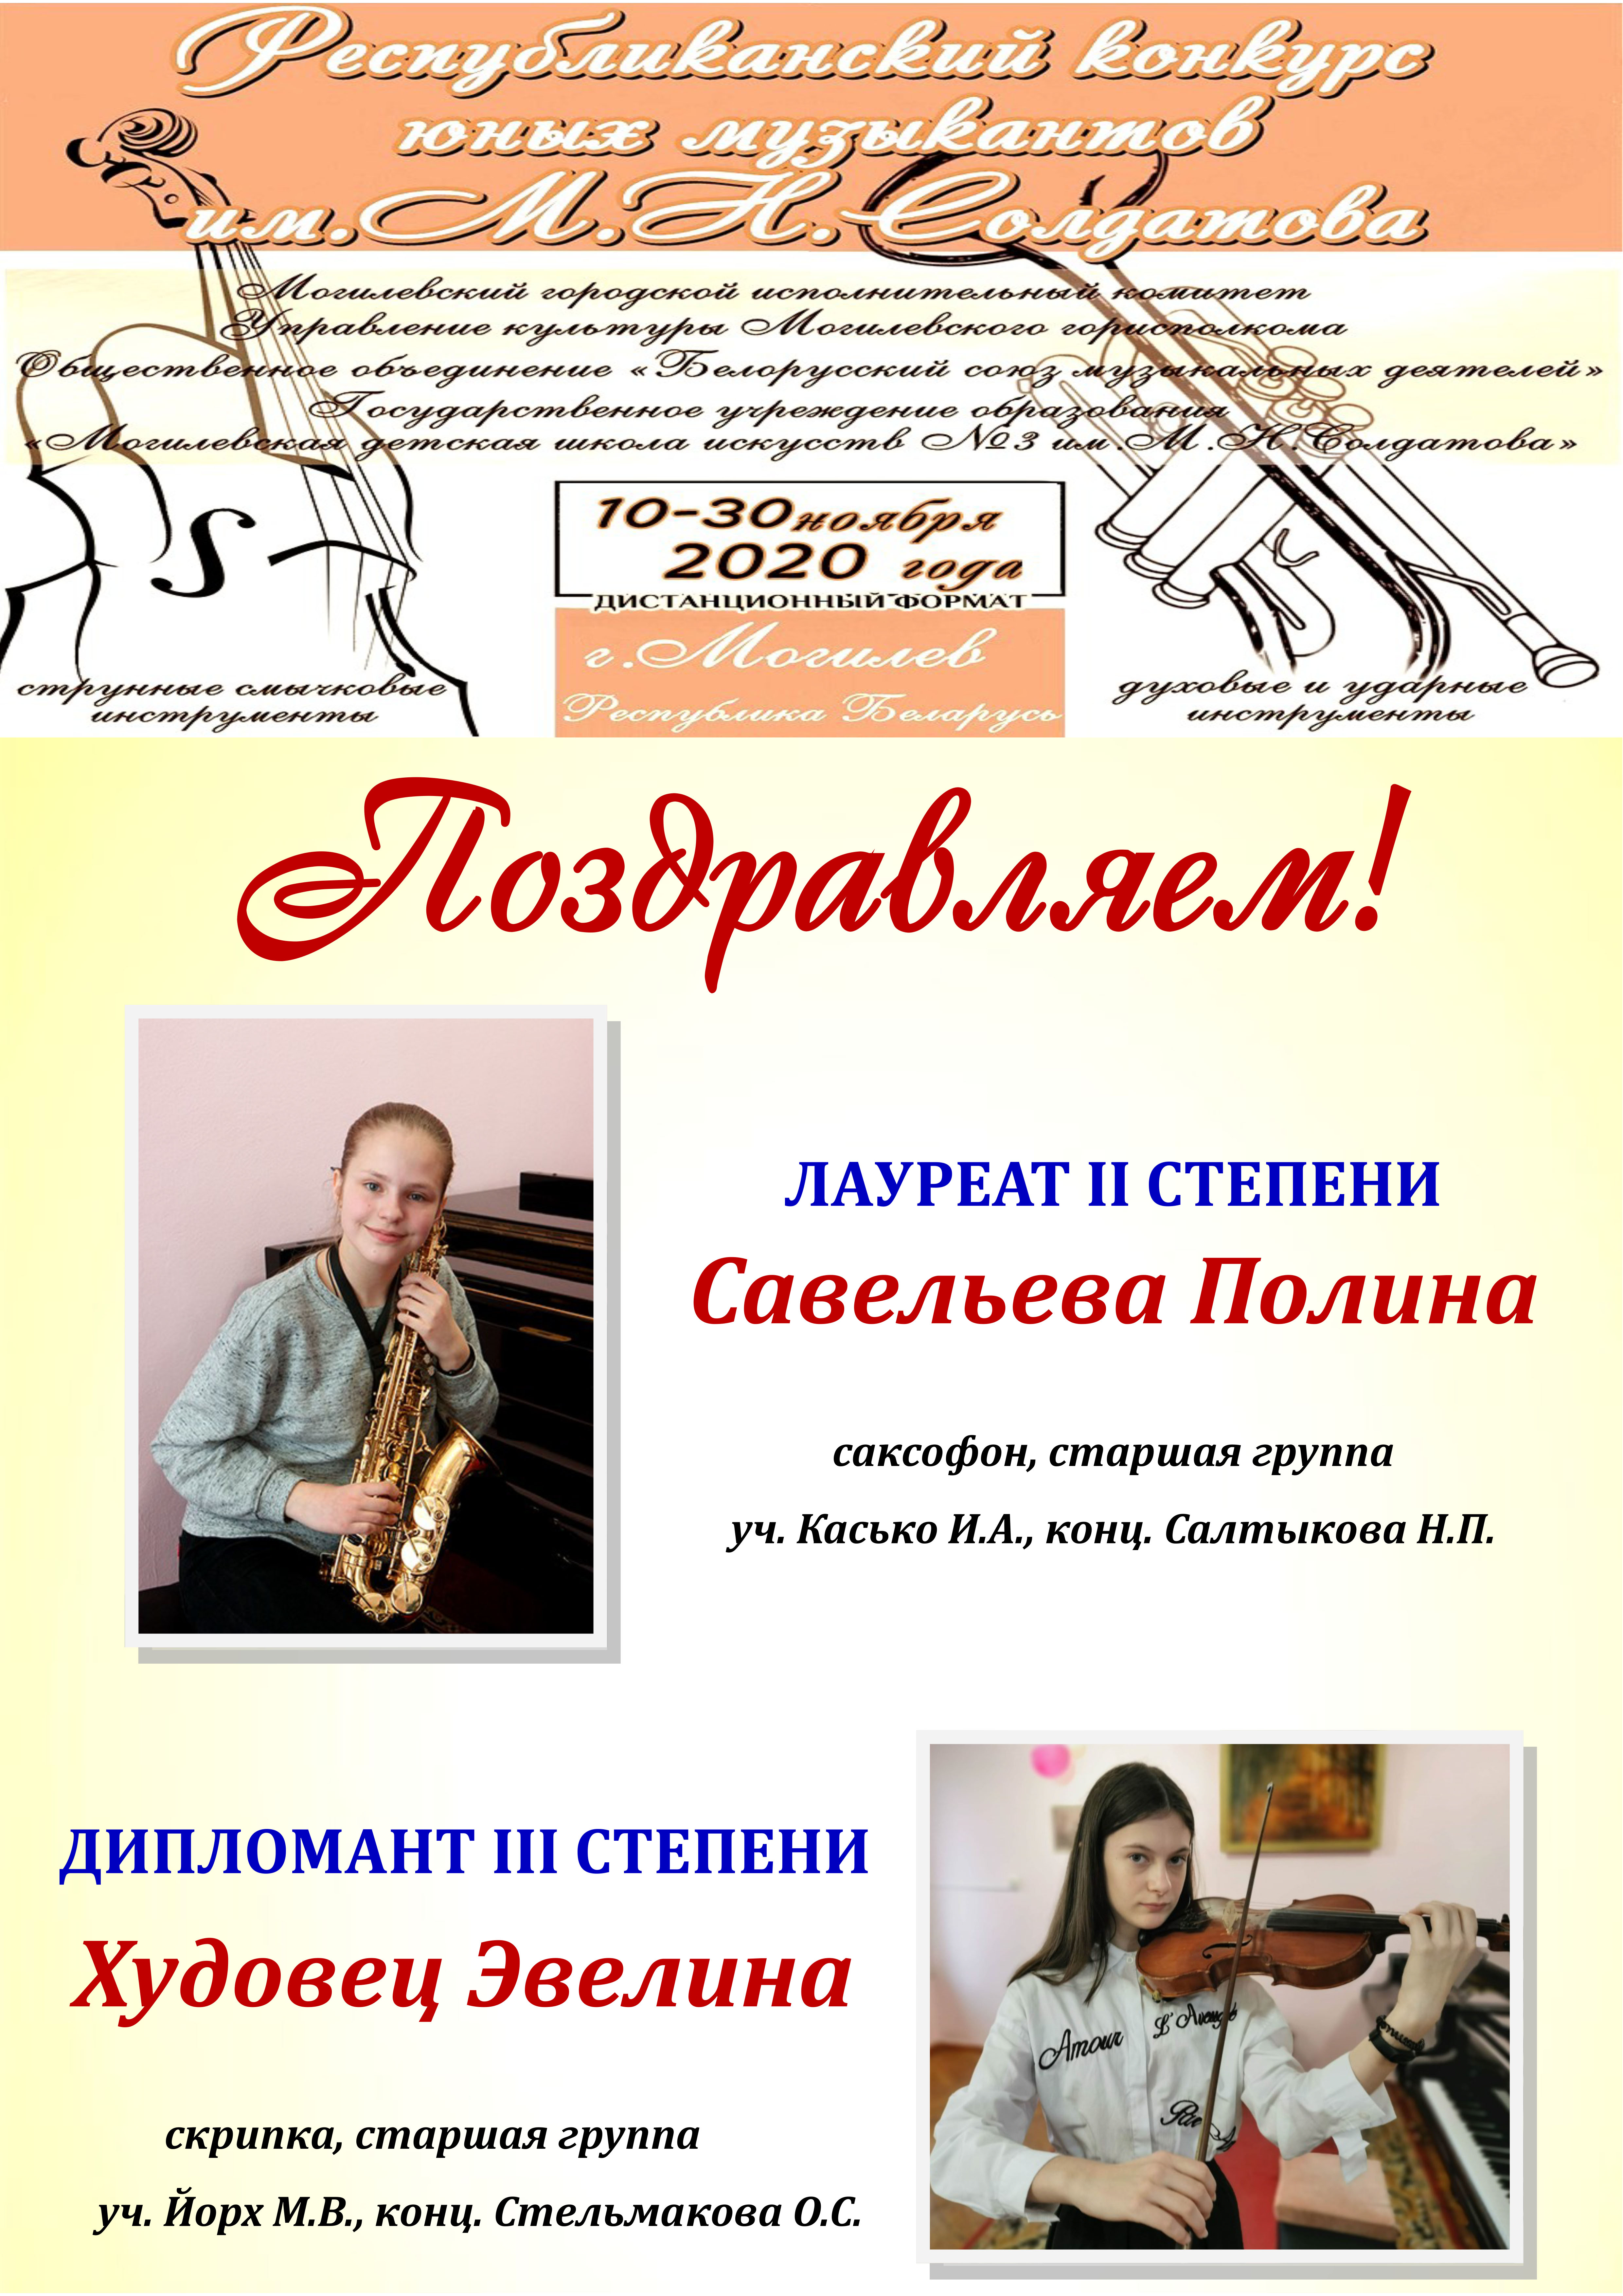 Республиканский конкурс
юных музыкантов
им. М. Н. Солдатова
Могилевский городской исполнительный комитет
Управление культуры Могилевского горисполкома
Общественное объединение «Белорусский союз музыкальных деятелей»
Государственное учреждение образования
«Могилевская детская школа искусств №3 им. М. Н. Солдатова»
10-30 ноября
2020 года
ДИСТАНЦИОННЫЙ ФОРМАТ
г. Могилев
Республика Беларусь
струнные смычковые
инструменты
духовые и ударные
инструменты
Поздравляем!
ЛАУРЕАТ II СТЕПЕНИ
Савельева Полина
саксофон, старшая группа
уч. Касько И.А., конц. Салтыкова Н.П.
ДИПЛОМАНТ III СТЕПЕНИ
Худовец Эвелина
скрипка, старшая группа
уч. Йорх М.В., конц. Стельмакова О.С.
Amour